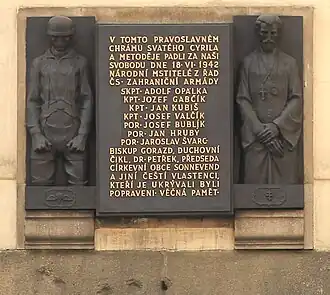 V TOMTO PRAVOSLAVNÉM
CHRÁMU SVATÉHO CYRILA
A METODĚJE PADLI ZA NAŠI
SVOBODU DNE 18·VI·1942
NÁRODNÍ MSTITELÉ Z ŘAD
ČS· ZAHRANIČNÍ ARMÁDY
ŠKPT· ADOLF OPÁLKA
KPT· JOZEF GABČÍK
KPT· JAN KUBIŠ
KPT· JOSEF VALČÍK
POR· JOSEF BUBLÍK
POR· JAN HRUBÝ
POR· JAROSLAV ŠVARC
BISKUP GORAZD, DUCHOVNÍ
ČIKL, DR·PETŘEK, PŘEDSEDA
CÍRKEVNÍ OBCE SONNEVEND
A JINÍ ČEŠTÍ VLASTENCI,
KTEŘÍ JE UKRÝVALI BYLI
POPRAVENI· VĚČNÁ PAMĚŤ·